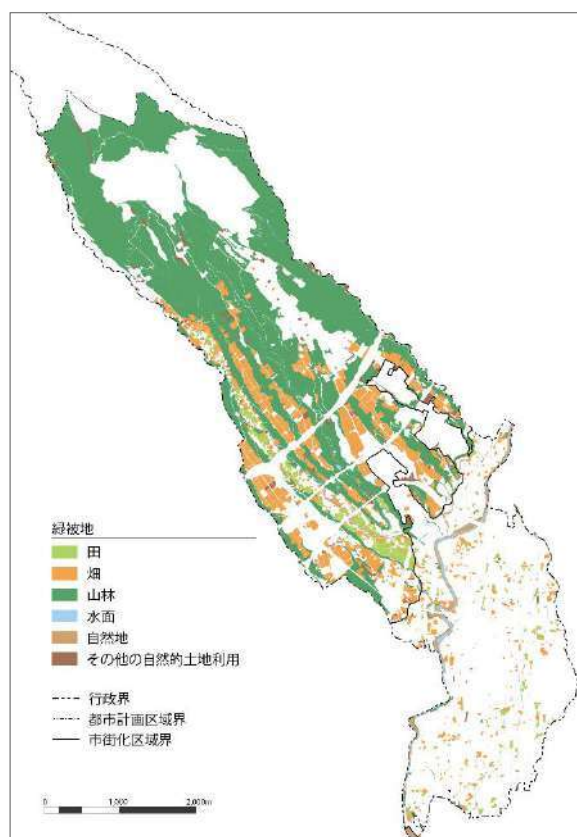 緑被地
田
畑
山林
水面
自然地
その他の自然的土地利用
行政界
都市計画区域界
市街化区域界
0 1,000 2,000m